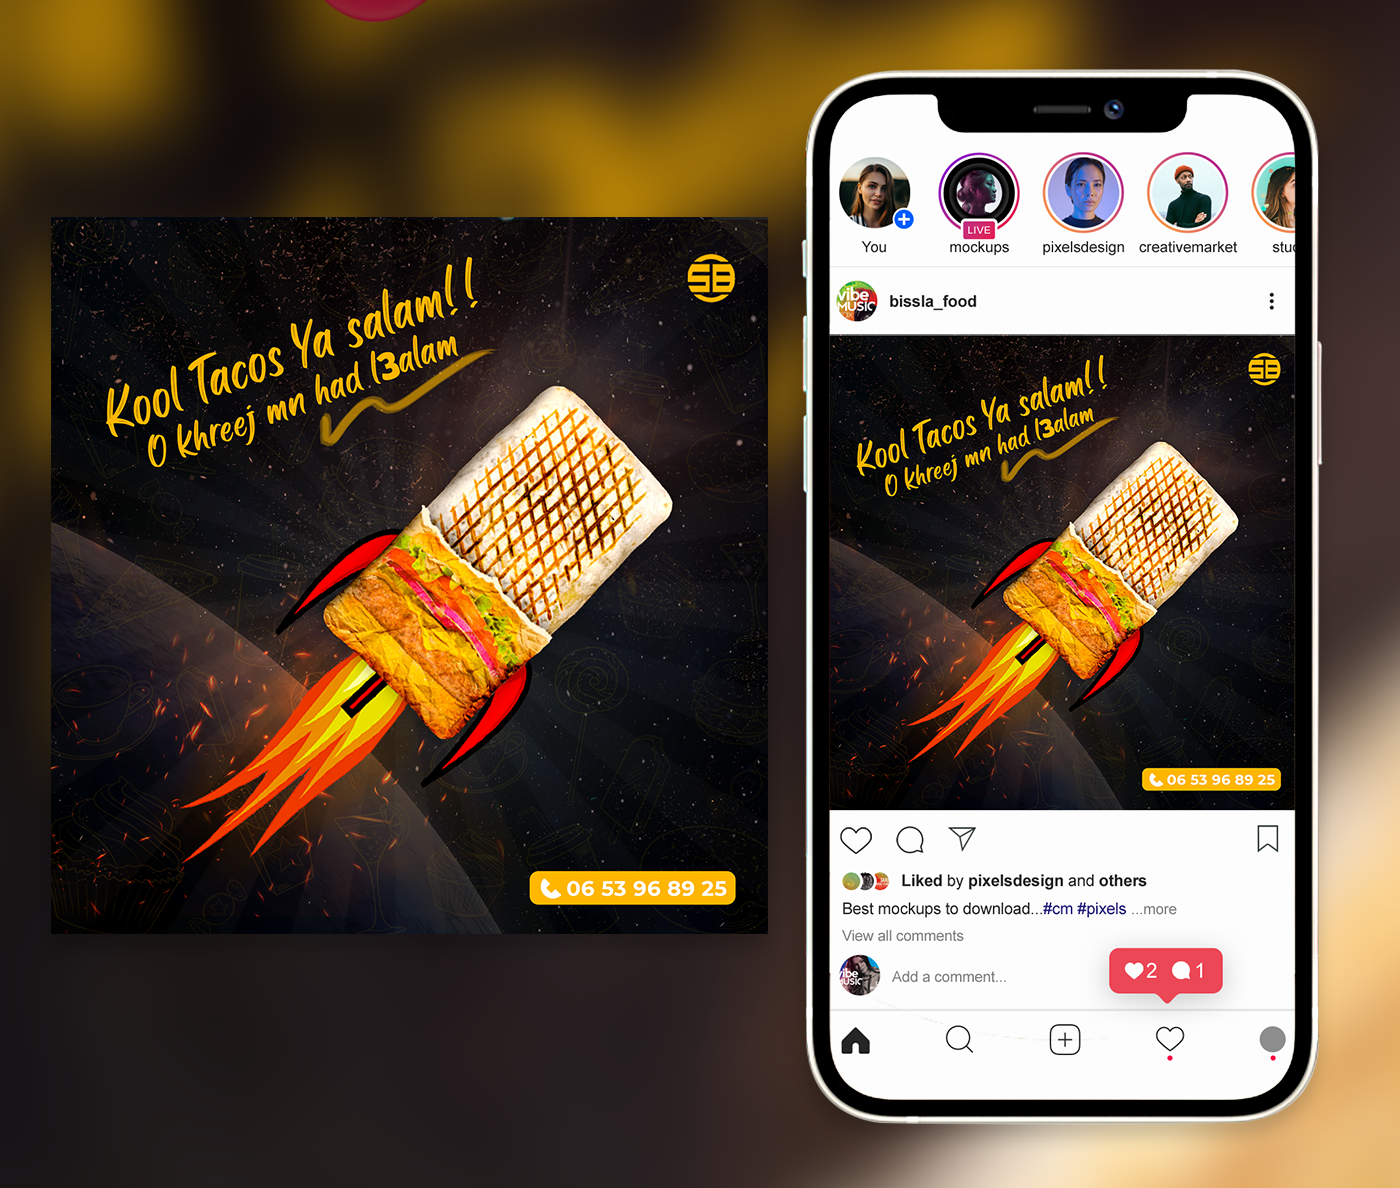 Kool Tacos Ya salam!!
O khreej mn had l3alam
SB
06 53 96 89 25
You
LIVE
mockups
pixelsdesign
creativemarket
vibe
MUSIC
bissla_food
Kool Tacos Ya salam!!
O khreej mn had l3alam
SB
06 53 96 89 25
Liked by pixelsdesign and others
Best mockups to download...#cm #pixels ...more
View all comments
vibe
MUSIC
Add a comment...
2 1